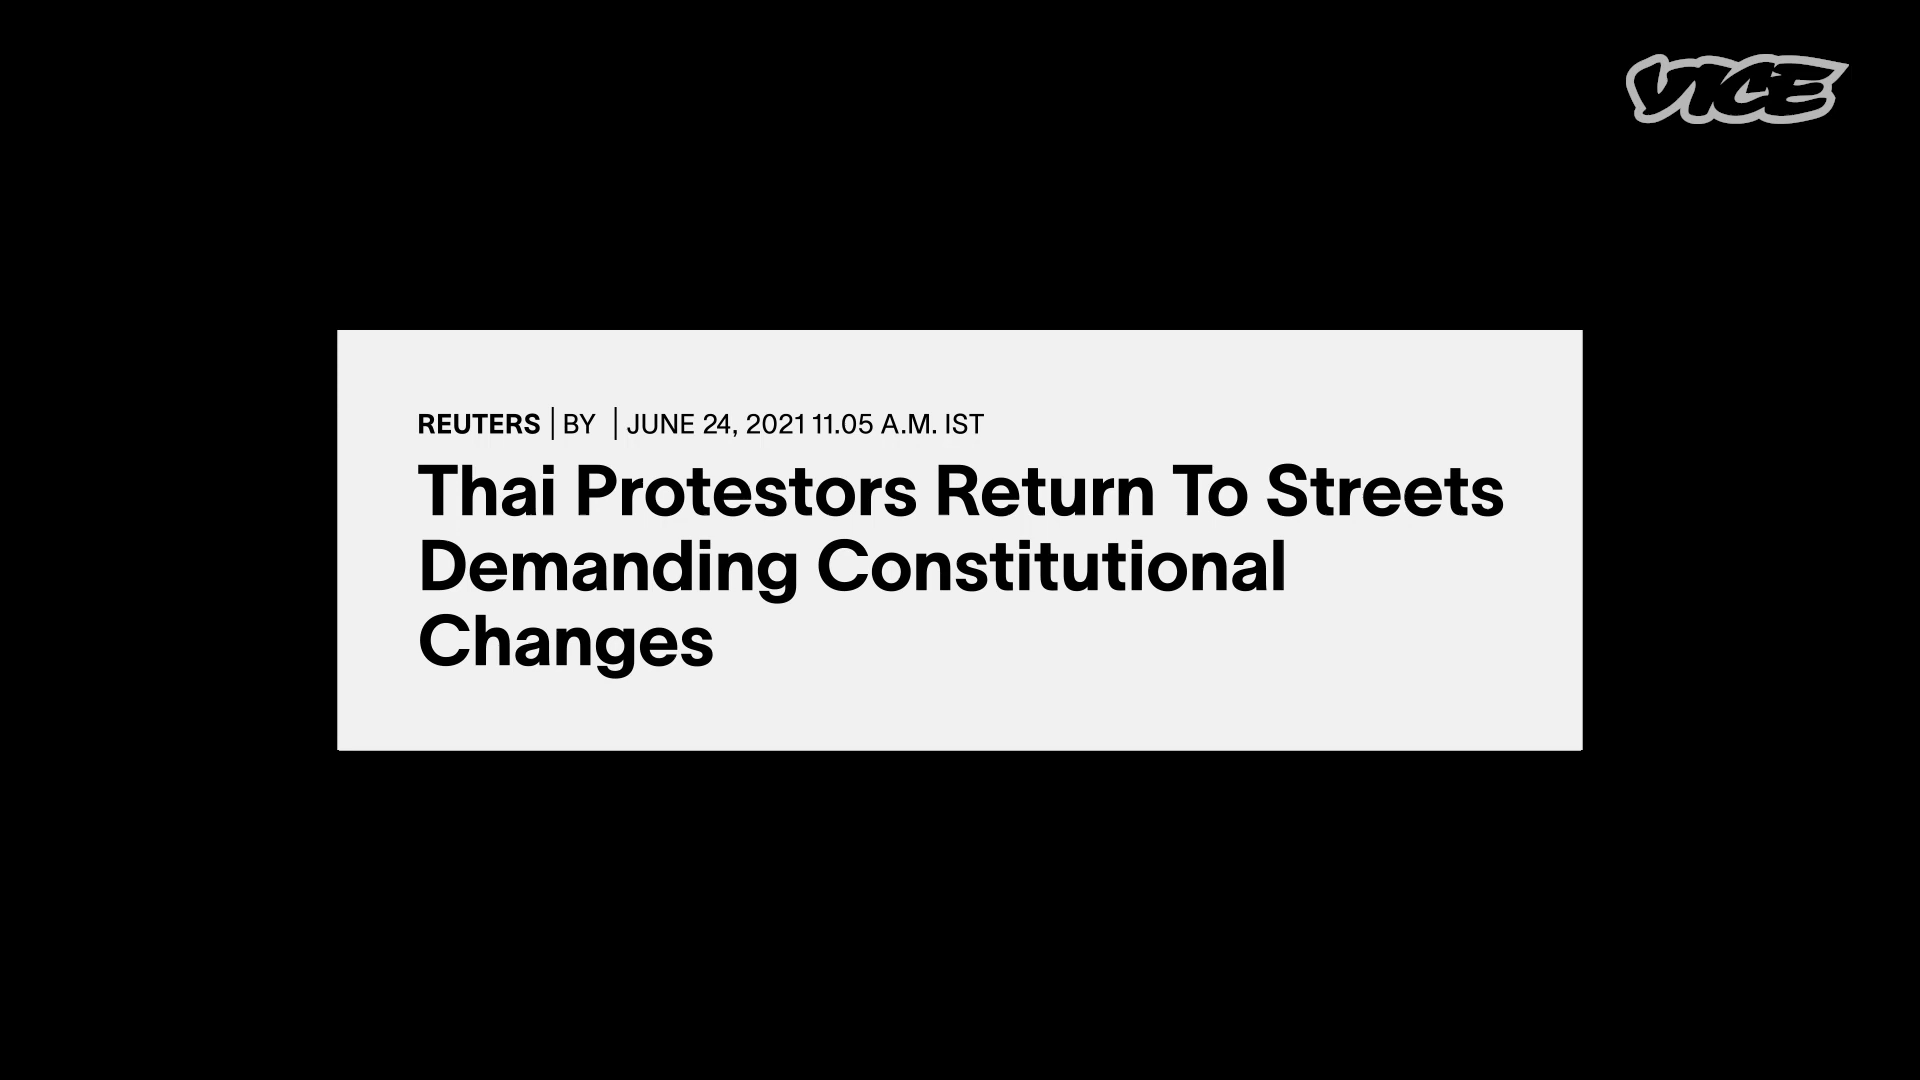 VICE
REUTERS | BY | JUNE 24, 2021 11.05 A.M. IST
Thai Protestors Return To Streets
Demanding Constitutional
Changes